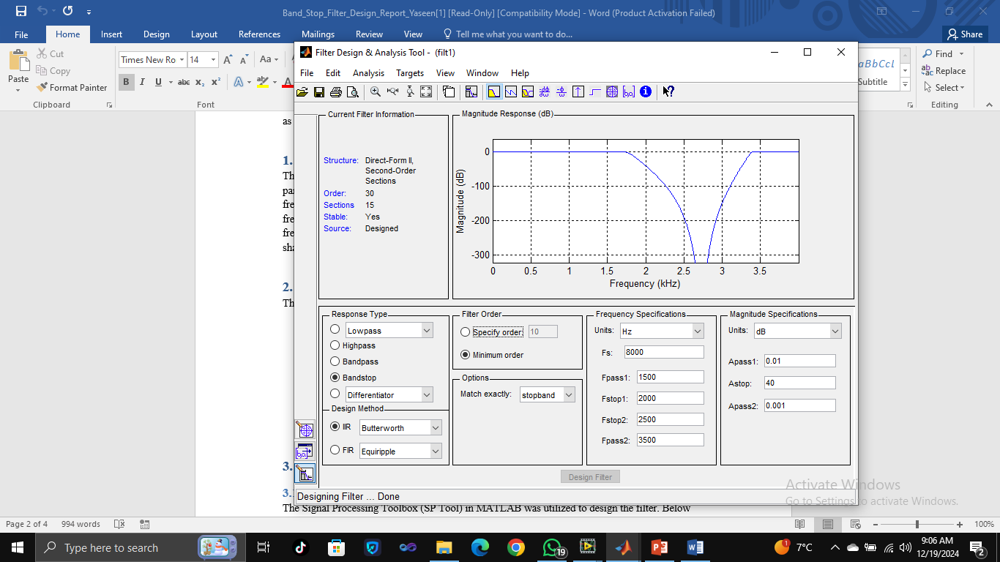 Band_Stop_Filter_Design_Report_Yaseen[1] [Read-Only] [Compatibility Mode] - Word (Product Activation Failed)
File Home Insert Design Layout References Mailings Review View Tell me what you want to do... Share
Cut
Copy
Format Painter
Paste
Clipboard
Times New Ro 14
Font
aBbCcL
Subtitle
Find
Replace
Select
Editing
as
1.
Th
par
fre
fre
fre
sha
2.
Th
3.
3.
The Signal Processing Toolbox (SP Tool) in MATLAB was utilized to design the filter. Below
Filter Design & Analysis Tool - (filt1)
File Edit Analysis Targets View Window Help
Current Filter Information
Structure: Direct-Form II,
Second-Order
Sections
Order: 30
Sections 15
Stable: Yes
Source: Designed
Magnitude Response (dB)
Magnitude (dB)
0
-100
-200
-300
0 0.5 1 1.5 2 2.5 3 3.5
Frequency (kHz)
Response Type
Lowpass
Highpass
Bandpass
Bandstop
Differentiator
Design Method
IIR Butterworth
FIR Equiripple
Filter Order
Specify order: 10
Minimum order
Options
Match exactly: stopband
Frequency Specifications
Units: Hz
Fs: 8000
Fpass1: 1500
Fstop1: 2000
Fstop2: 2500
Fpass2: 3500
Magnitude Specifications
Units: dB
Apass1: 0.01
Astop: 40
Apass2: 0.001
Design Filter
Designing Filter ... Done
Activate Windows
Go to Settings to activate Windows.
Page 2 of 4 994 words 100%
Type here to search
19
1 7°C
9:06 AM
12/19/2024
2